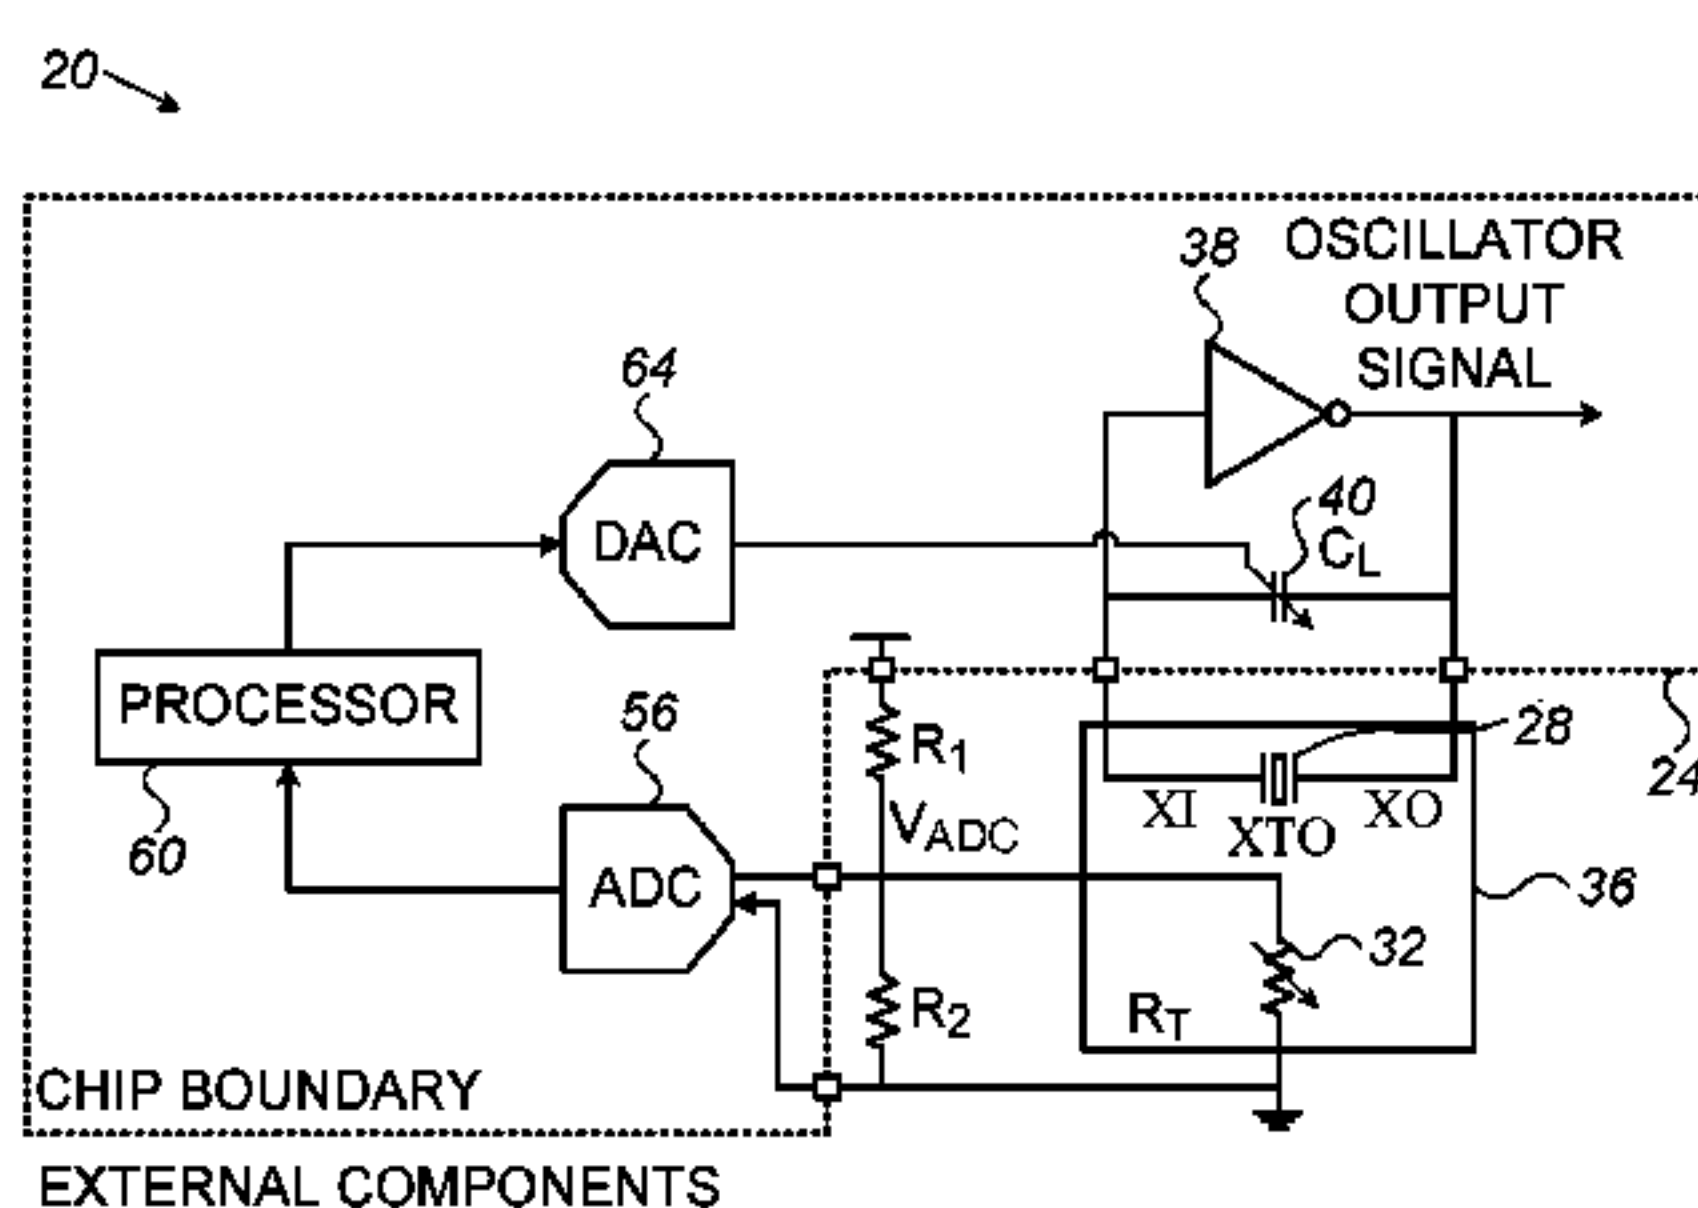 20
38
OSCILLATOR
OUTPUT
SIGNAL
64
DAC
40
CL
PROCESSOR
60
56
ADC
R1
VADC
R2
28
24
XI
XTO
XO
36
32
RT
CHIP BOUNDARY
EXTERNAL COMPONENTS